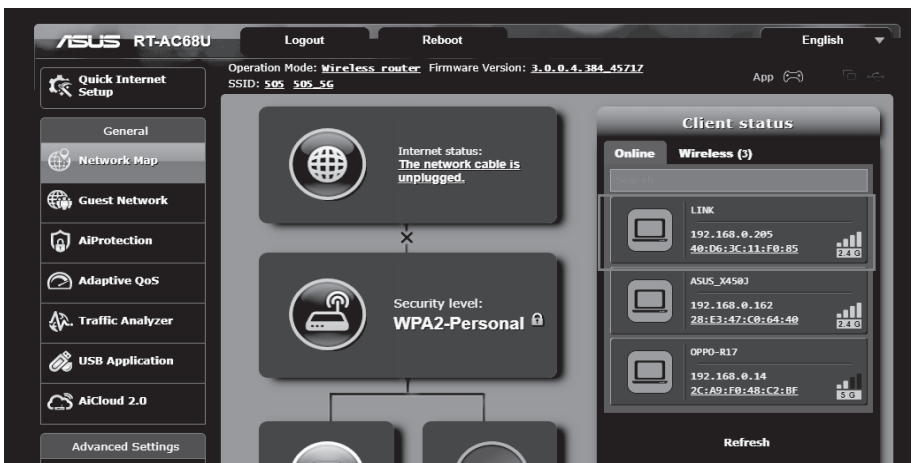 ASUS RT-AC68U
Logout
Reboot
English
Quick Internet
Setup
Operation Mode: Wireless router Firmware Version: 3.0.0.4.384_45717
SSID: 505 505_5G
App
General
Network Map
Guest Network
AiProtection
Adaptive QoS
Traffic Analyzer
USB Application
AiCloud 2.0
Advanced Settings
Internet status:
The network cable is
unplugged.
Security level:
WPA2-Personal
Client status
Online Wireless (3)
Search
LINK
192.168.0.205
40:D6:3C:11:F0:85
2.4 G
ASUS_X450J
192.168.0.162
28:E3:47:C0:64:40
2.4 G
OPPO-R17
192.168.0.14
2C:A9:F0:48:C2:BF
5 G
Refresh